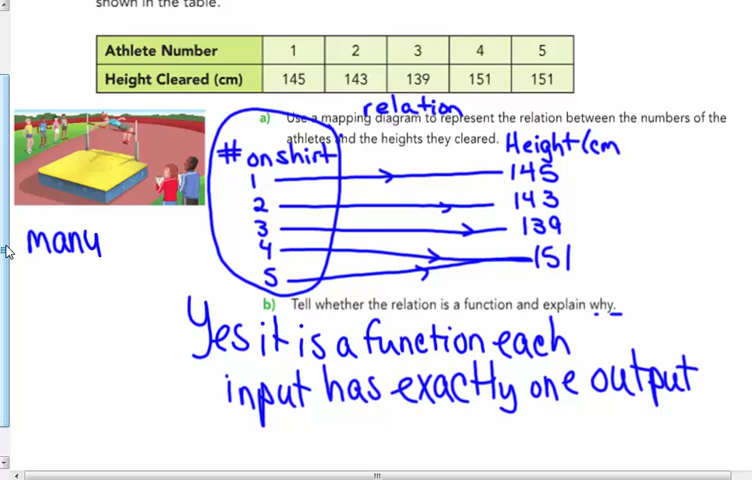 shown in the table.
Athlete Number 1 2 3 4 5
Height Cleared (cm) 145 143 139 151 151
relation
a) Use a mapping diagram to represent the relation between the numbers of the
athletes and the heights they cleared.
# on shirt Height (cm
1 145
2 143
3 139
4 151
5
many
b) Tell whether the relation is a function and explain why.
Yes it is a function each
input has exactly one output